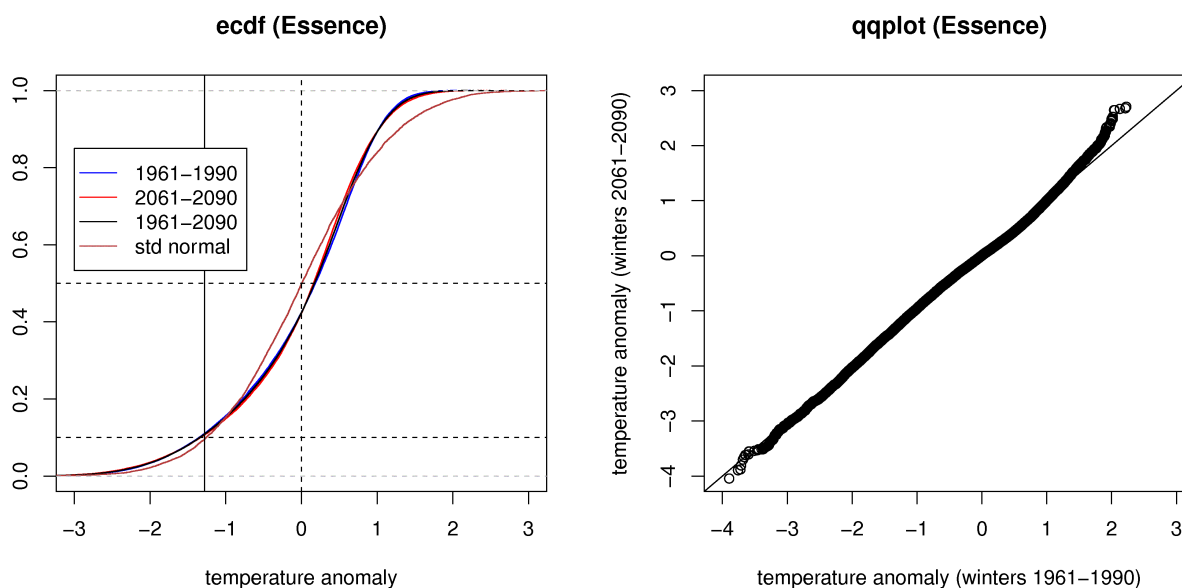 ecdf (Essence)
1.0
0.8
0.6
0.4
0.2
0.0
1961−1990
2061−2090
1961−2090
std normal
−3 −2 −1 0 1 2 3
temperature anomaly
qqplot (Essence)
temperature anomaly (winters 2061−2090)
3
2
1
0
−1
−2
−3
−4
−4 −3 −2 −1 0 1 2 3
temperature anomaly (winters 1961−1990)